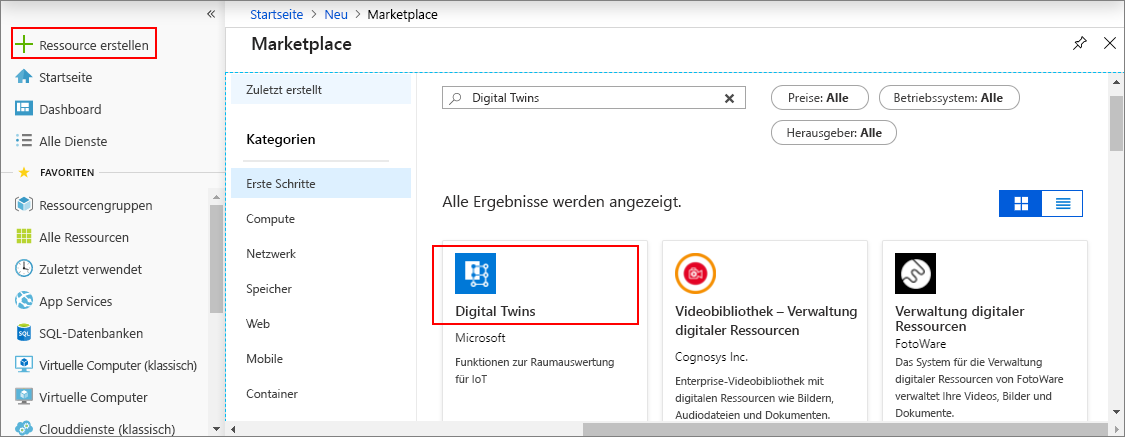 «
Ressource erstellen
Startseite
Dashboard
Alle Dienste
FAVORITEN
Ressourcengruppen
Alle Ressourcen
Zuletzt verwendet
App Services
SQL
SQL-Datenbanken
Virtuelle Computer (klassisch)
Virtuelle Computer
Clouddienste (klassisch)
Startseite > Neu > Marketplace
Marketplace
Zuletzt erstellt
Kategorien
Erste Schritte
Compute
Netzwerk
Speicher
Web
Mobile
Container
Digital Twins
Preise: Alle
Betriebssystem: Alle
Herausgeber: Alle
Alle Ergebnisse werden angezeigt.
Digital Twins
Microsoft
Funktionen zur Raumauswertung
für IoT
Videobibliothek – Verwaltung
digitaler Ressourcen
Cognosys Inc.
Enterprise-Videobibliothek mit
digitalen Ressourcen wie Bildern,
Audiodateien und Dokumenten.
Verwaltung digitaler
Ressourcen
FotoWare
Das System für die Verwaltung
digitaler Ressourcen von FotoWare
verwaltet Ihre Videos, Bilder und
Dokumente.